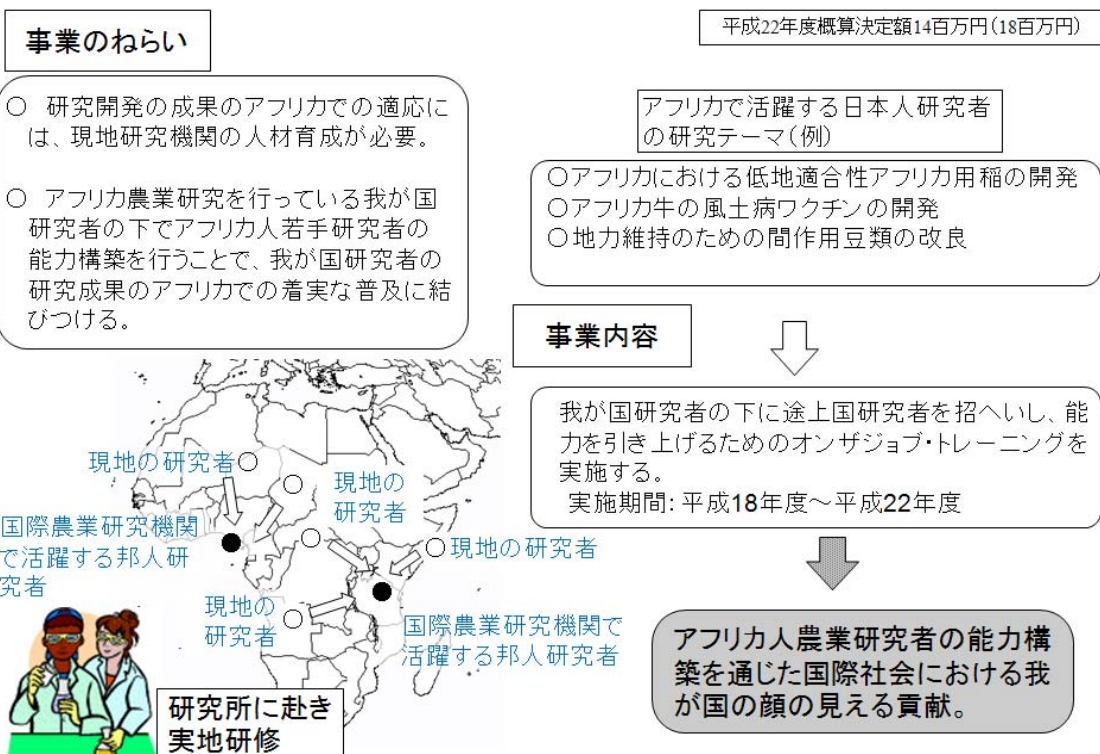 事業のねらい
平成22年度概算決定額14百万円(18百万円)
○ 研究開発の成果のアフリカでの適応に
は、現地研究機関の人材育成が必要。
○ アフリカ農業研究を行っている我が国
研究者の下でアフリカ人若手研究者の
能力構築を行うことで、我が国研究者の
研究成果のアフリカでの着実な普及に結
びつける。
アフリカで活躍する日本人研究者
の研究テーマ(例)
○アフリカにおける低地適合性アフリカ用稲の開発
○アフリカ牛の風土病ワクチンの開発
○地力維持のための間作用豆類の改良
事業内容
我が国研究者の下に途上国研究者を招へいし、能
力を引き上げるためのオンザジョブ・トレーニングを
実施する。
実施期間: 平成18年度～平成22年度
現地の研究者
現地の
研究者
国際農業研究機関
で活躍する邦人研
究者
現地の研究者
現地の
研究者
国際農業研究機関で
活躍する邦人研究者
研究所に赴き
実地研修
アフリカ人農業研究者の能力構
築を通じた国際社会における我
が国の顔の見える貢献。